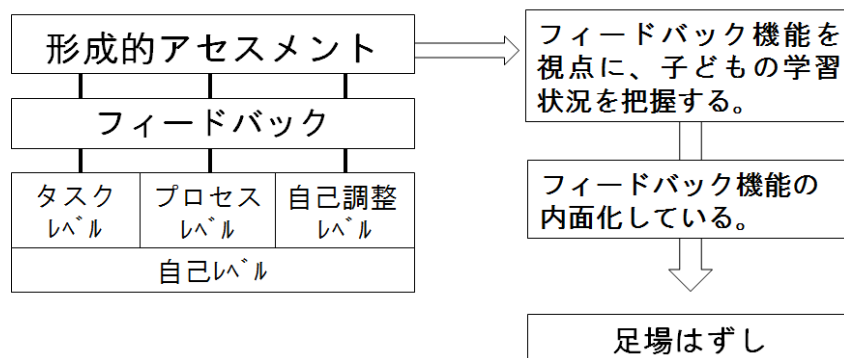 形成的アセスメント
フィードバック
タスク
レベル
プロセス
レベル
自己調整
レベル
自己レベル
フィードバック機能を
視点に、子どもの学習
状況を把握する。
フィードバック機能の
内面化している。
足場はずし